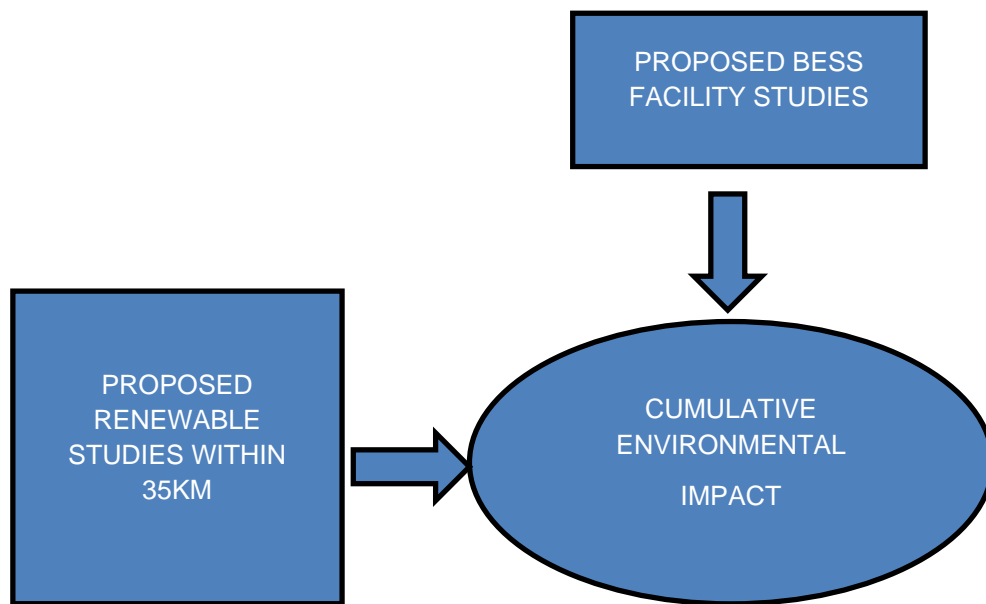 PROPOSED BESS
FACILITY STUDIES
PROPOSED
RENEWABLE
STUDIES WITHIN
35KM
CUMULATIVE
ENVIRONMENTAL
IMPACT